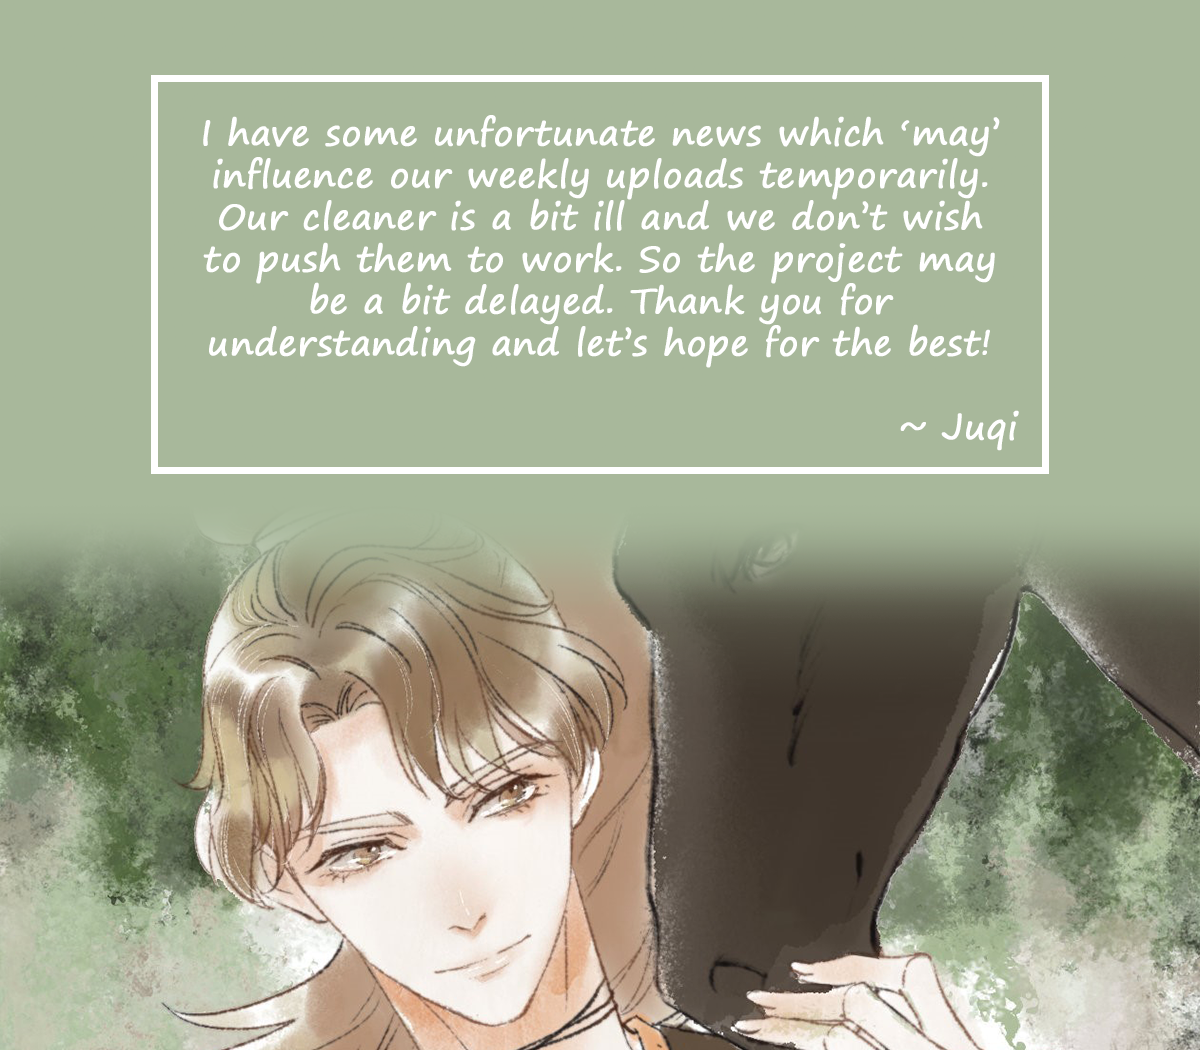 I have some unfortunate news which ‘may’
influence our weekly uploads temporarily.
Our cleaner is a bit ill and we don’t wish
to push them to work. So the project may
be a bit delayed. Thank you for
understanding and let’s hope for the best!
~ Juqi